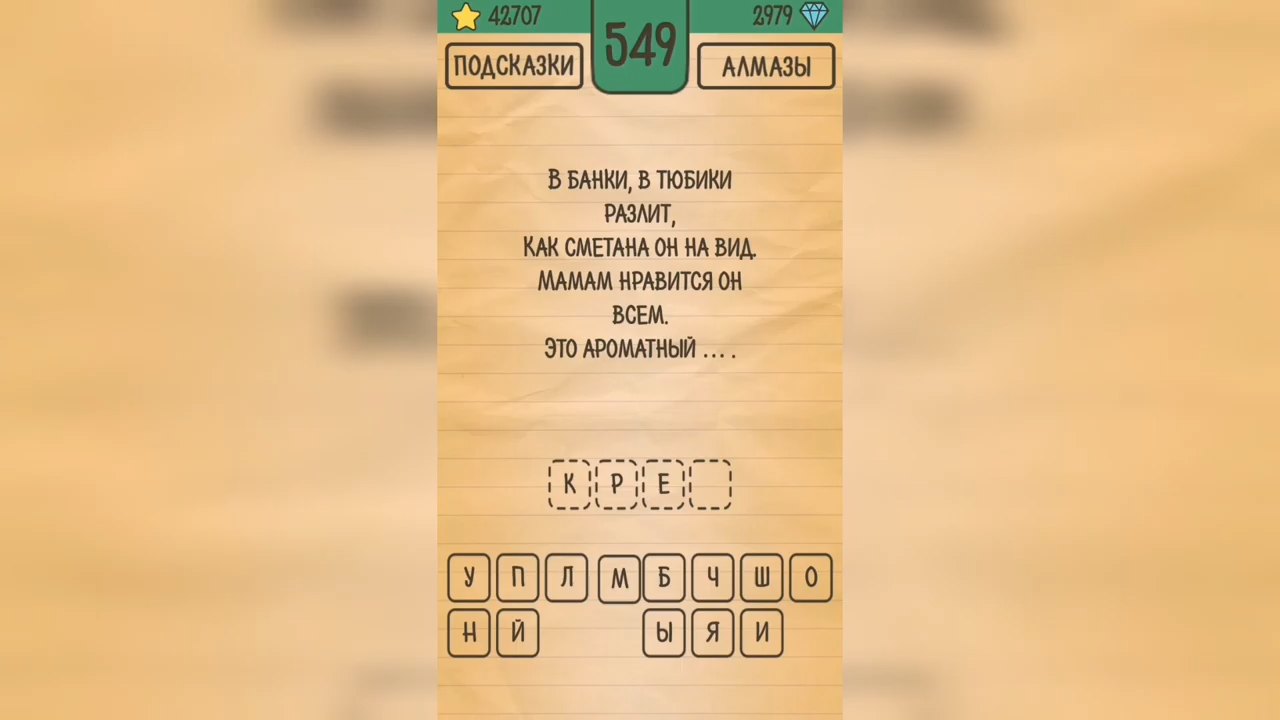 42707
549
2979
ПОДСКАЗКИ
АЛМАЗЫ
В БАНКИ, В ТЮБИКИ
РАЗЛИТ,
КАК СМЕТАНА ОН НА ВИД.
МАМАМ НРАВИТСЯ ОН
ВСЕМ.
ЭТО АРОМАТНЫЙ ... .
К Р Е
У П Л М Б Ч Ш О
Н Й Ы Я И